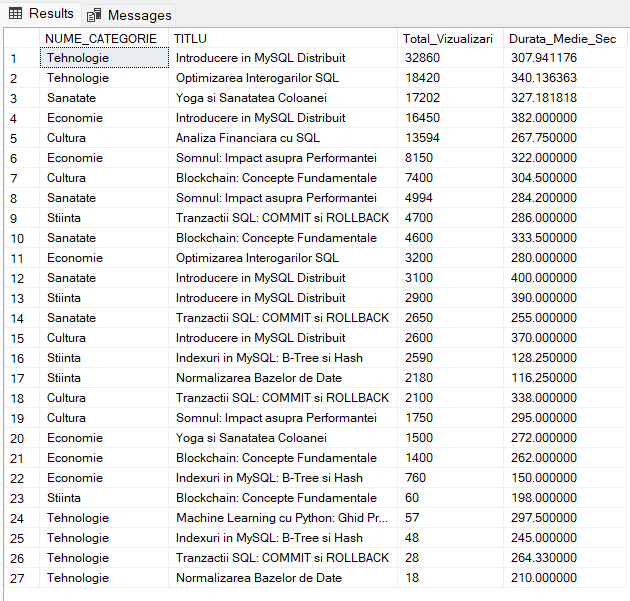 Results Messages
NUME_CATEGORIE TITLU Total_Vizualizari Durata_Medie_Sec
1 Tehnologie Introducere in MySQL Distribuit 32860 307.941176
2 Tehnologie Optimizarea Interogarilor SQL 18420 340.136363
3 Sanatate Yoga si Sanatatea Coloanei 17202 327.181818
4 Economie Introducere in MySQL Distribuit 16450 382.000000
5 Cultura Analiza Financiara cu SQL 13594 267.750000
6 Economie Somnul: Impact asupra Performantei 8150 322.000000
7 Cultura Blockchain: Concepte Fundamentale 7400 304.500000
8 Sanatate Somnul: Impact asupra Performantei 4994 284.200000
9 Stiinta Tranzactii SQL: COMMIT si ROLLBACK 4700 286.000000
10 Sanatate Blockchain: Concepte Fundamentale 4600 333.500000
11 Economie Optimizarea Interogarilor SQL 3200 280.000000
12 Sanatate Introducere in MySQL Distribuit 3100 400.000000
13 Stiinta Introducere in MySQL Distribuit 2900 390.000000
14 Sanatate Tranzactii SQL: COMMIT si ROLLBACK 2650 255.000000
15 Cultura Introducere in MySQL Distribuit 2600 370.000000
16 Stiinta Indexuri in MySQL: B-Tree si Hash 2590 128.250000
17 Stiinta Normalizarea Bazelor de Date 2180 116.250000
18 Cultura Tranzactii SQL: COMMIT si ROLLBACK 2100 338.000000
19 Cultura Somnul: Impact asupra Performantei 1750 295.000000
20 Economie Yoga si Sanatatea Coloanei 1500 272.000000
21 Economie Blockchain: Concepte Fundamentale 1400 262.000000
22 Economie Indexuri in MySQL: B-Tree si Hash 760 150.000000
23 Stiinta Blockchain: Concepte Fundamentale 60 198.000000
24 Tehnologie Machine Learning cu Python: Ghid Pr... 57 297.500000
25 Tehnologie Indexuri in MySQL: B-Tree si Hash 48 245.000000
26 Tehnologie Tranzactii SQL: COMMIT si ROLLBACK 28 264.330000
27 Tehnologie Normalizarea Bazelor de Date 18 210.000000